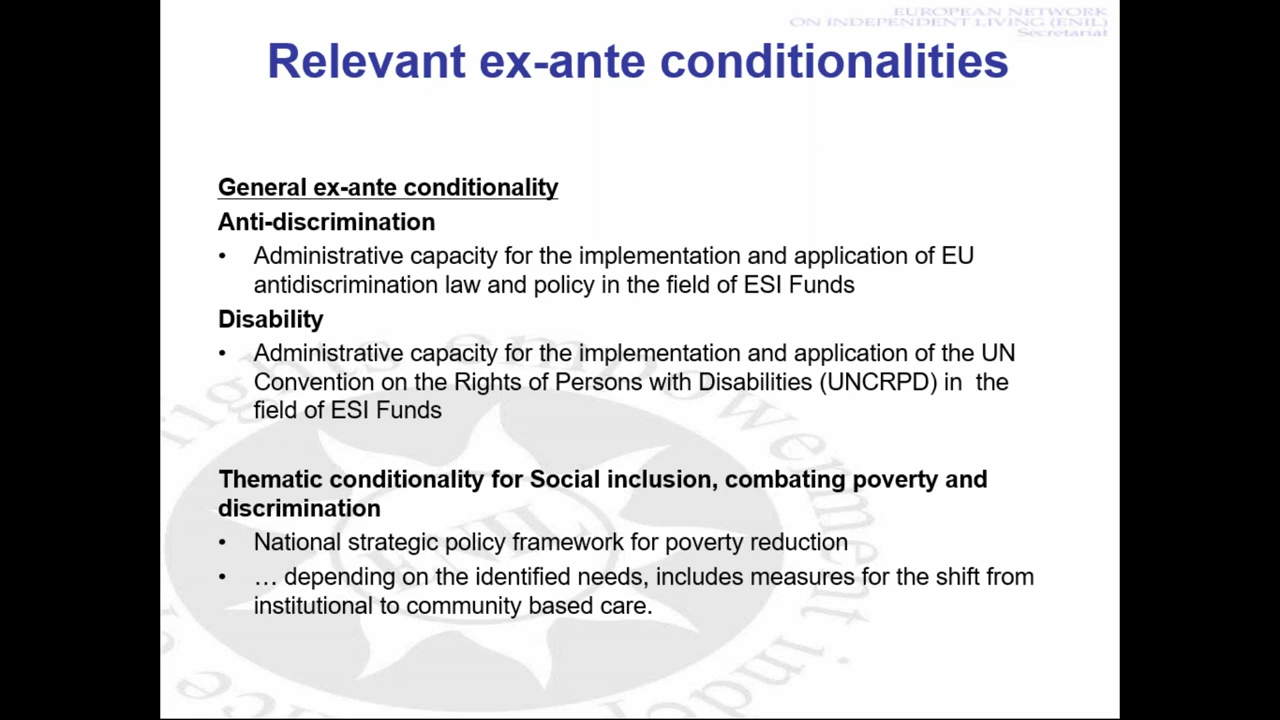 EUROPEAN NETWORK
ON INDEPENDENT LIVING (ENIL)
Secretariat
Relevant ex-ante conditionalities
General ex-ante conditionality
Anti-discrimination
• Administrative capacity for the implementation and application of EU
antidiscrimination law and policy in the field of ESI Funds
Disability
• Administrative capacity for the implementation and application of the UN
Convention on the Rights of Persons with Disabilities (UNCRPD) in the
field of ESI Funds
Thematic conditionality for Social inclusion, combating poverty and
discrimination
• National strategic policy framework for poverty reduction
• … depending on the identified needs, includes measures for the shift from
institutional to community based care.
rights empowerment
ENIL